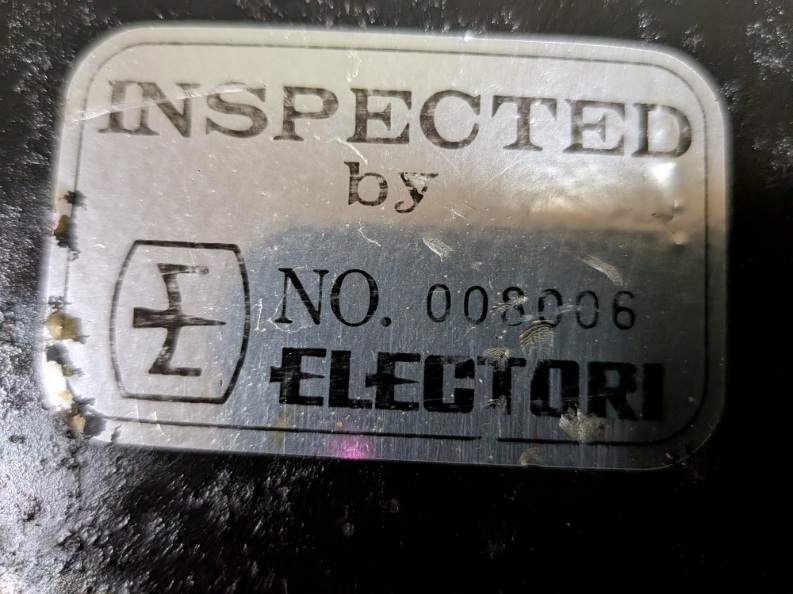 INSPECTED
by
NO. 008006
ELECTORI